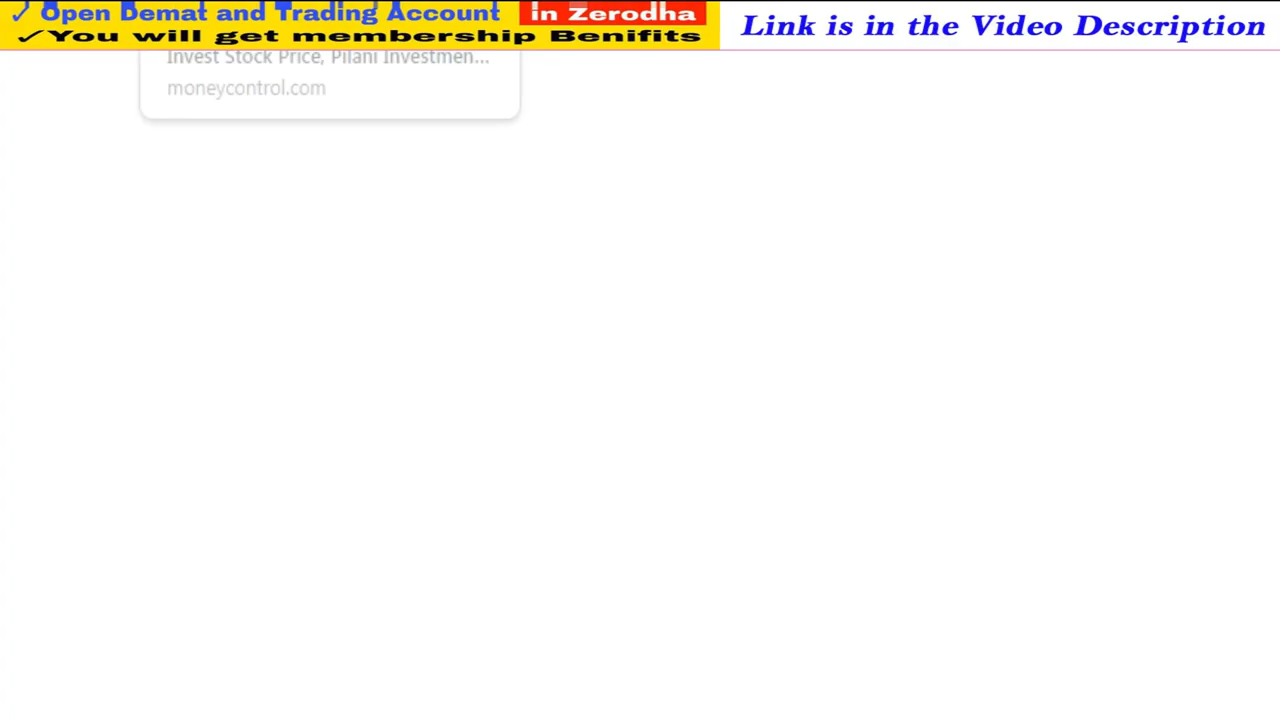 ✓ Open Demat and Trading Account in Zerodha
✓You will get membership Benifits
Link is in the Video Description
Invest Stock Price, Pilani Investmen...
moneycontrol.com